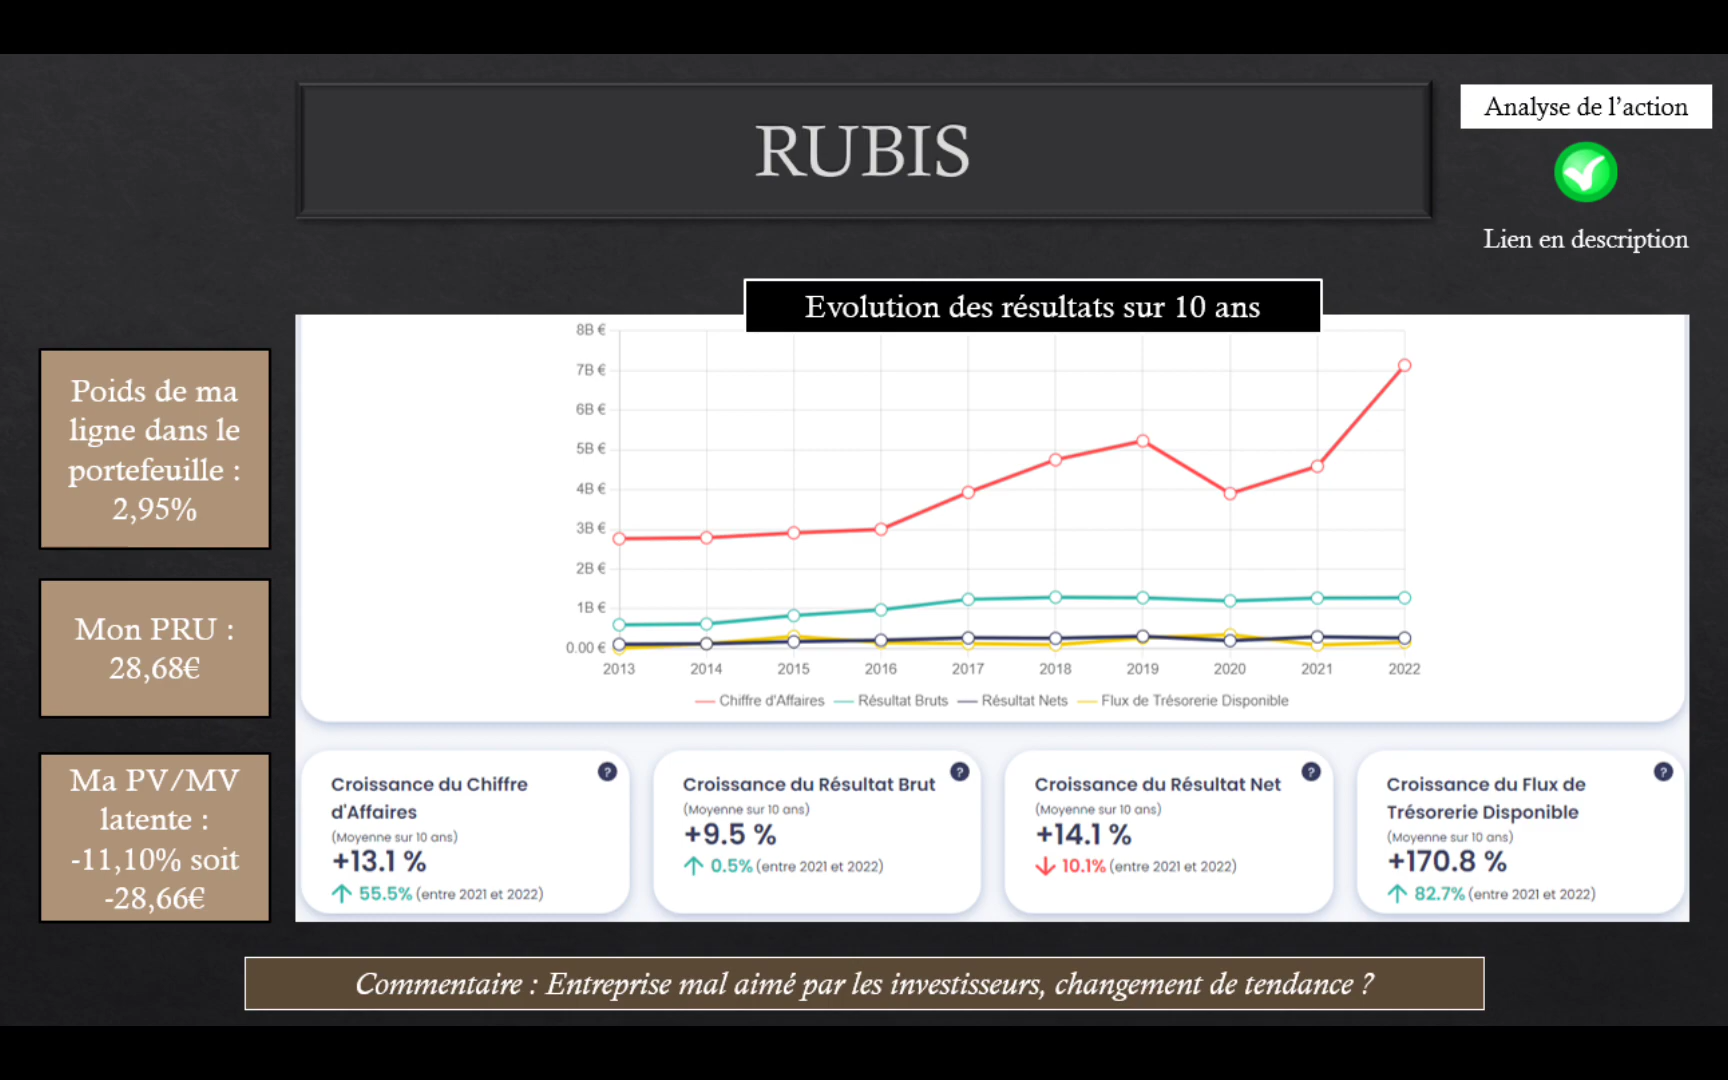 RUBIS
Analyse de l'action
Lien en description
Evolution des résultats sur 10 ans
Poids de ma
ligne dans le
portefeuille :
2,95%
Mon PRU :
28,68€
Ma PV/MV
latente :
-11,10% soit
-28,66€
8B €
7B €
6B €
5B €
4B €
3B €
2B €
1B €
0.00 €
2013 2014 2015 2016 2017 2018 2019 2020 2021 2022
Chiffre d'Affaires Résultat Bruts Résultat Nets Flux de Trésorerie Disponible
Croissance du Chiffre
d'Affaires
(Moyenne sur 10 ans)
+13.1 %
55.5% (entre 2021 et 2022)
?
Croissance du Résultat Brut
(Moyenne sur 10 ans)
+9.5 %
0.5% (entre 2021 et 2022)
?
Croissance du Résultat Net
(Moyenne sur 10 ans)
+14.1 %
10.1% (entre 2021 et 2022)
?
Croissance du Flux de
Trésorerie Disponible
(Moyenne sur 10 ans)
+170.8 %
82.7% (entre 2021 et 2022)
?
Commentaire : Entreprise mal aimé par les investisseurs, changement de tendance ?